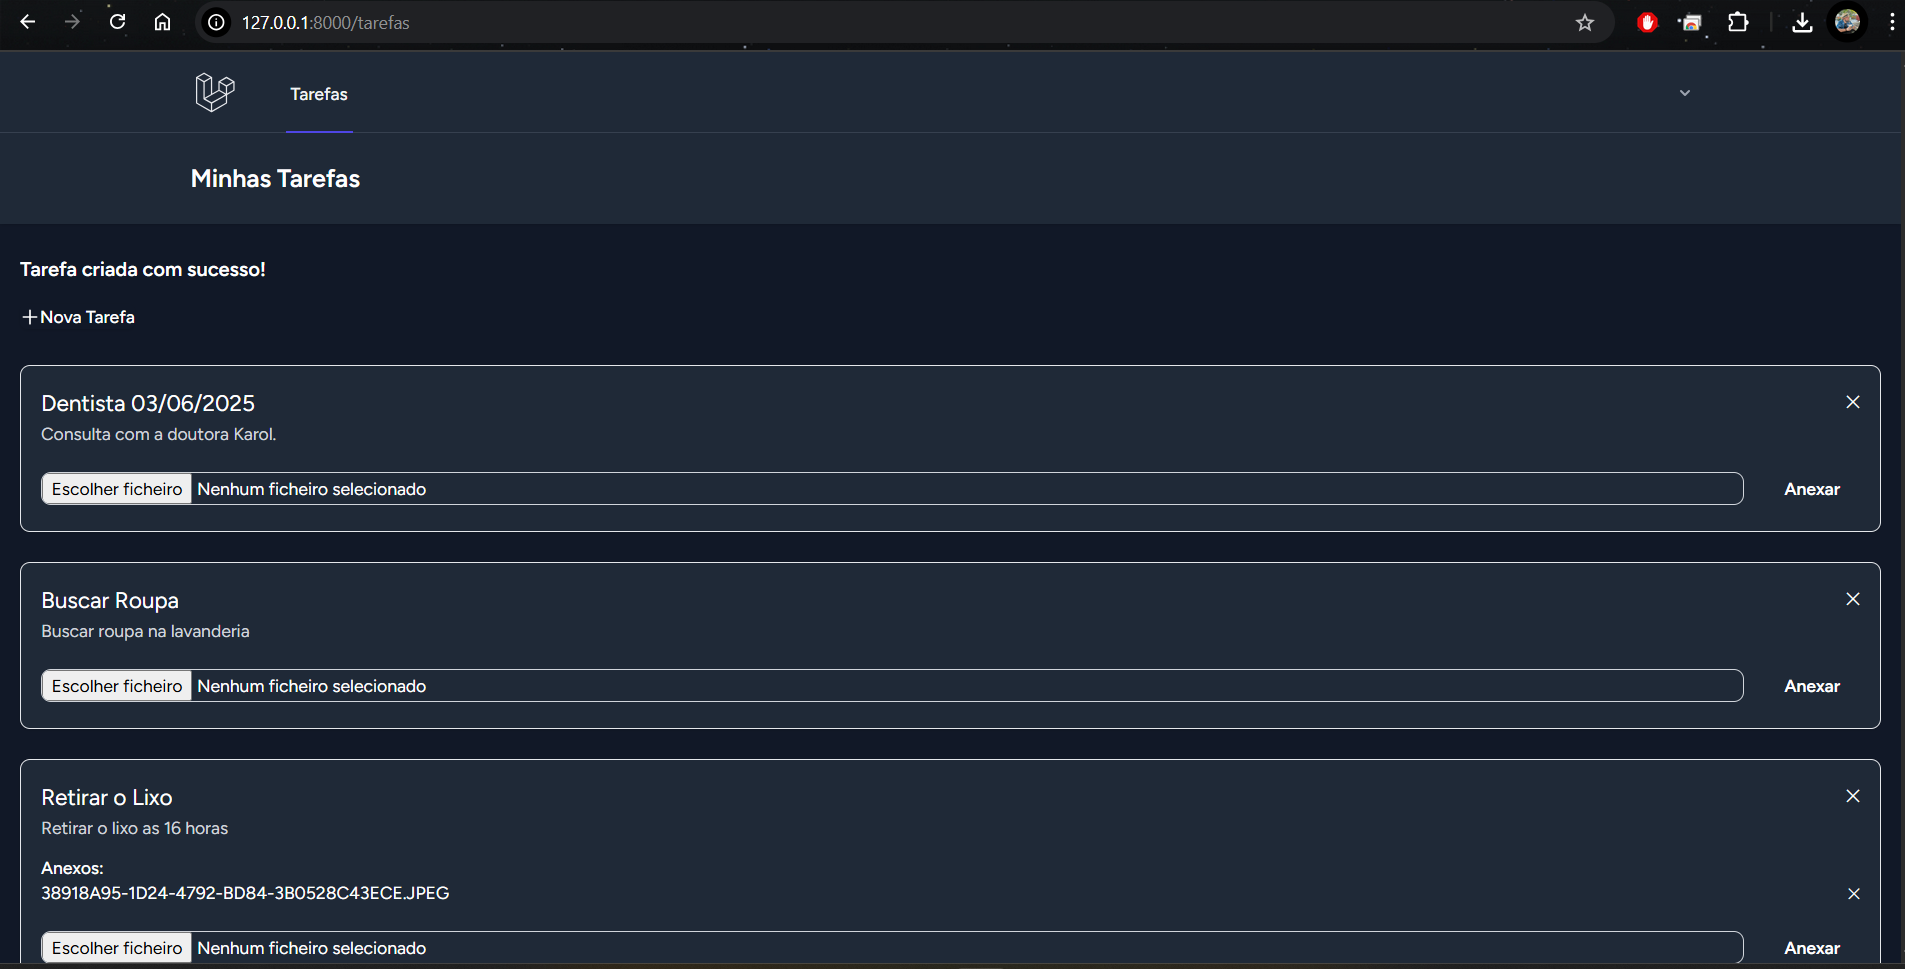 127.0.0.1:8000/tarefas
Tarefas
Minhas Tarefas
Tarefa criada com sucesso!
+Nova Tarefa
Dentista 03/06/2025
Consulta com a doutora Karol.
Escolher ficheiro Nenhum ficheiro selecionado Anexar
Buscar Roupa
Buscar roupa na lavanderia
Escolher ficheiro Nenhum ficheiro selecionado Anexar
Retirar o Lixo
Retirar o lixo as 16 horas
Anexos:
38918A95-1D24-4792-BD84-3B0528C43ECE.JPEG
Escolher ficheiro Nenhum ficheiro selecionado Anexar